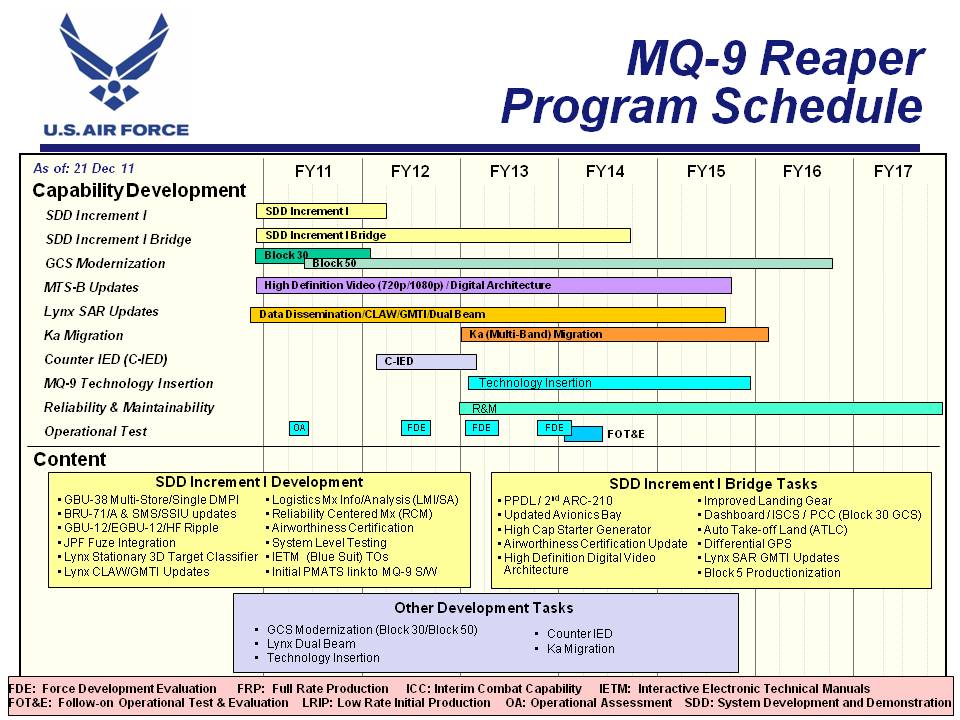 U.S. AIR FORCE
MQ-9 Reaper
Program Schedule
As of: 21 Dec 11
FY11 FY12 FY13 FY14 FY15 FY16 FY17
Capability Development
SDD Increment I
SDD Increment I
SDD Increment I Bridge
SDD Increment I Bridge
GCS Modernization
Block 30
Block 50
MTS-B Updates
High Definition Video (720p/1080p) / Digital Architecture
Lynx SAR Updates
Data Dissemination/CLAW/GMTI/Dual Beam
Ka Migration
Ka (Multi-Band) Migration
Counter IED (C-IED)
C-IED
MQ-9 Technology Insertion
Technology Insertion
Reliability & Maintainability
R&M
Operational Test
OA FDE FDE FDE FOT&E
Content
SDD Increment I Development
• GBU-38 Multi-Store/Single DMPI
• BRU-71/A & SMS/SSIU updates
• GBU-12/EGBU-12/HF Ripple
• JPF Fuze Integration
• Lynx Stationary 3D Target Classifier
• Lynx CLAW/GMTI Updates
• Logistics Mx Info/Analysis (LMI/SA)
• Reliability Centered Mx (RCM)
• Airworthiness Certification
• System Level Testing
• IETM (Blue Suit) TOs
• Initial PMATS link to MQ-9 S/W
SDD Increment I Bridge Tasks
• PPDL / 2nd ARC-210
• Updated Avionics Bay
• High Cap Starter Generator
• Airworthiness Certification Update
• High Definition Digital Video
Architecture
• Improved Landing Gear
• Dashboard / ISCS / PCC (Block 30 GCS)
• Auto Take-off Land (ATLC)
• Differential GPS
• Lynx SAR GMTI Updates
• Block 5 Productionization
Other Development Tasks
• GCS Modernization (Block 30/Block 50)
• Lynx Dual Beam
• Technology Insertion
• Counter IED
• Ka Migration
FDE: Force Development Evaluation FRP: Full Rate Production ICC: Interim Combat Capability IETM: Interactive Electronic Technical Manuals
FOT&E: Follow-on Operational Test & Evaluation LRIP: Low Rate Initial Production OA: Operational Assessment SDD: System Development and Demonstration